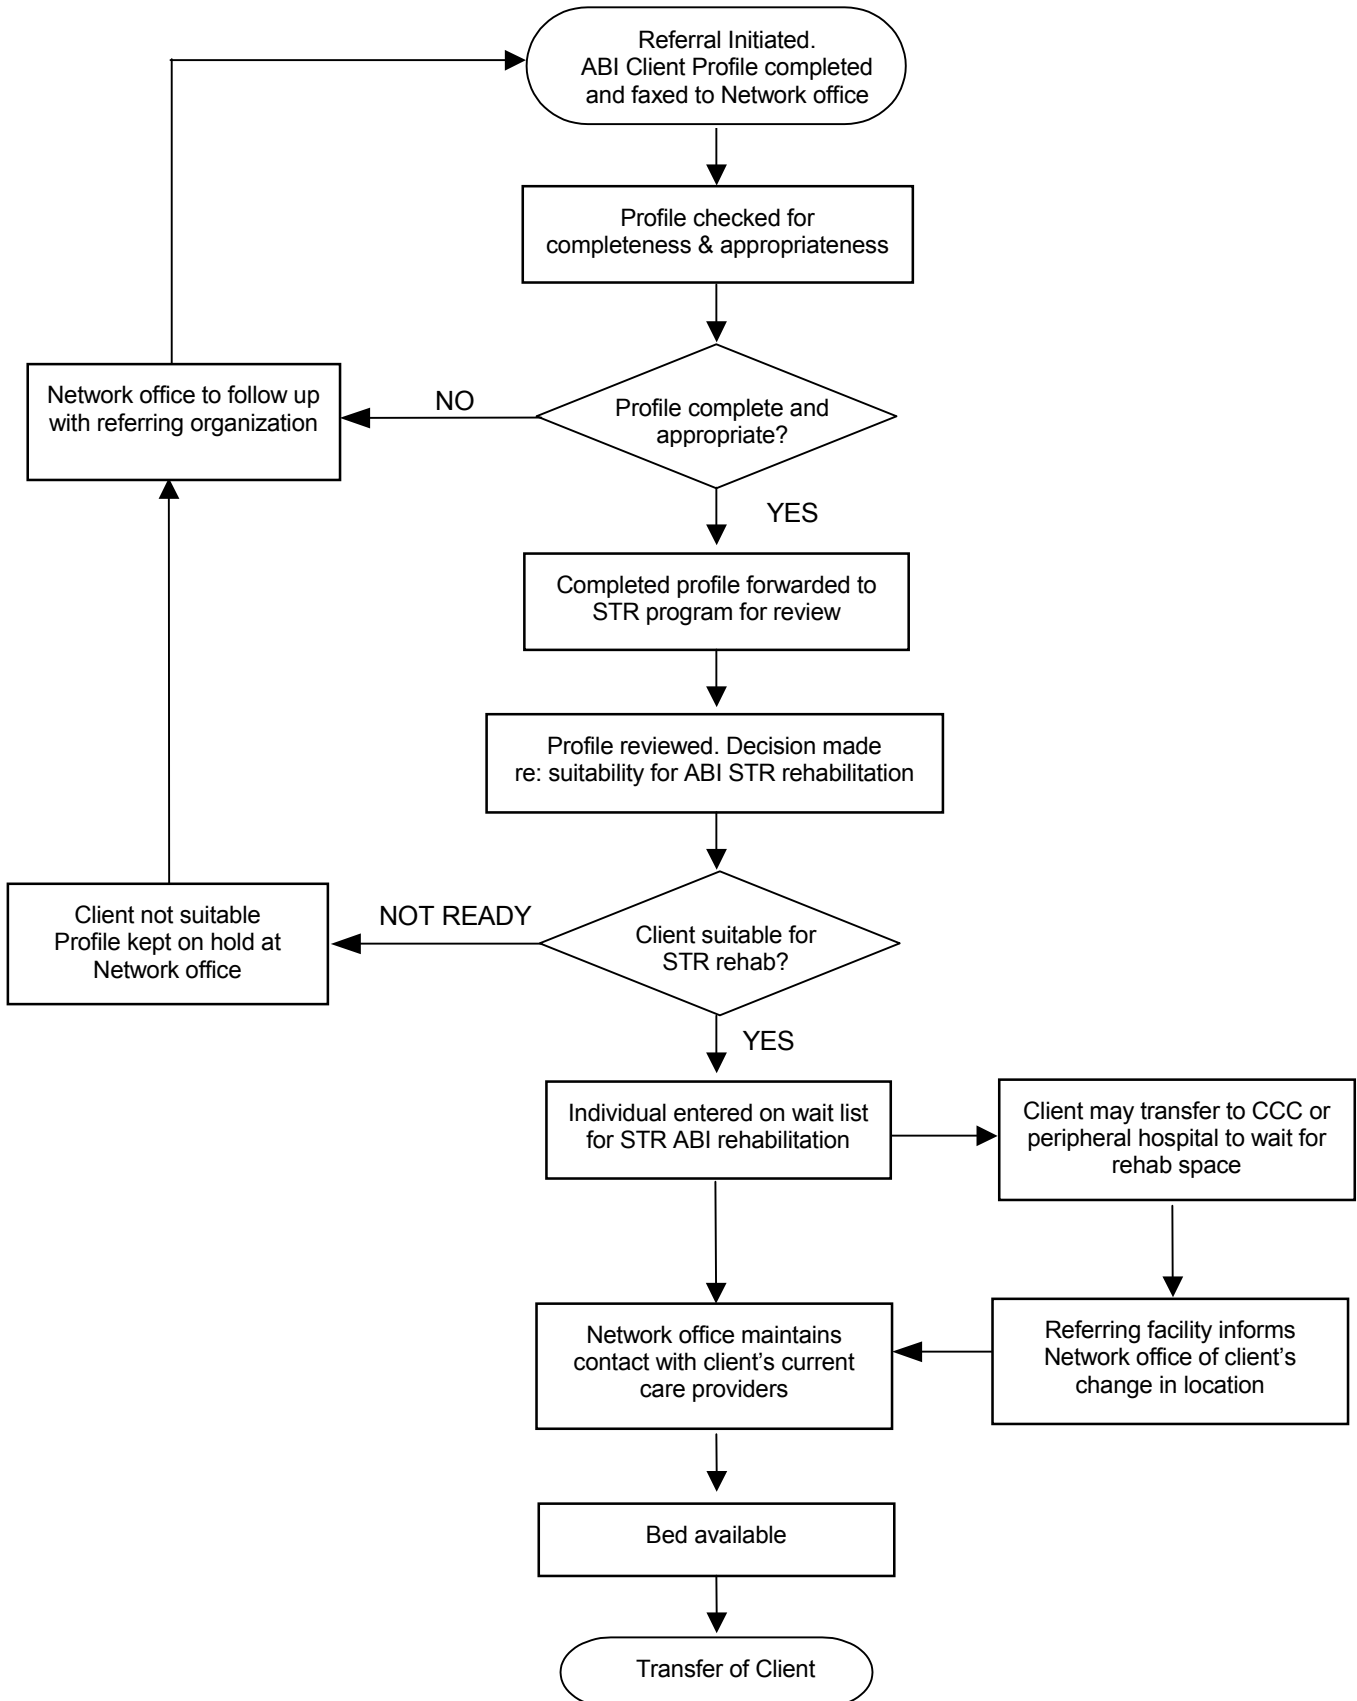 Referral Initiated.
ABI Client Profile completed
and faxed to Network office
Profile checked for
completeness & appropriateness
Network office to follow up
with referring organization
NO
Profile complete and
appropriate?
YES
Completed profile forwarded to
STR program for review
Profile reviewed. Decision made
re: suitability for ABI STR rehabilitation
Client not suitable
Profile kept on hold at
Network office
NOT READY
Client suitable for
STR rehab?
YES
Individual entered on wait list
for STR ABI rehabilitation
Client may transfer to CCC or
peripheral hospital to wait for
rehab space
Network office maintains
contact with client's current
care providers
Referring facility informs
Network office of client's
change in location
Bed available
Transfer of Client